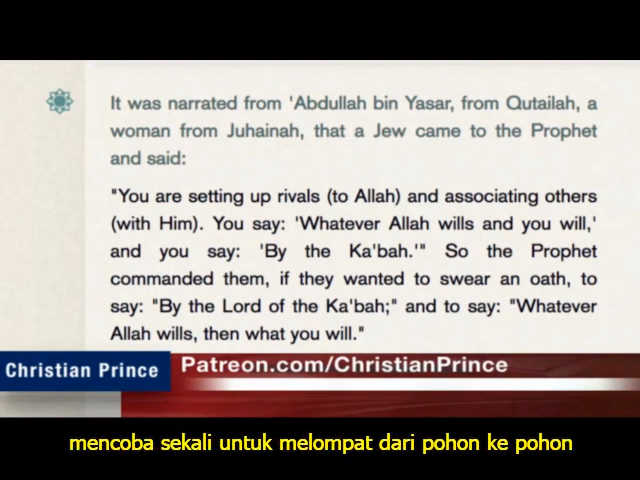 It was narrated from 'Abdullah bin Yasar, from Qutailah, a
woman from Juhainah, that a Jew came to the Prophet
and said:
"You are setting up rivals (to Allah) and associating others
(with Him). You say: 'Whatever Allah wills and you will,'
and you say: 'By the Ka'bah.'" So the Prophet
commanded them, if they wanted to swear an oath, to
say: "By the Lord of the Ka'bah;" and to say: "Whatever
Allah wills, then what you will."
Christian Prince
Patreon.com/ChristianPrince
mencoba sekali untuk melompat dari pohon ke pohon